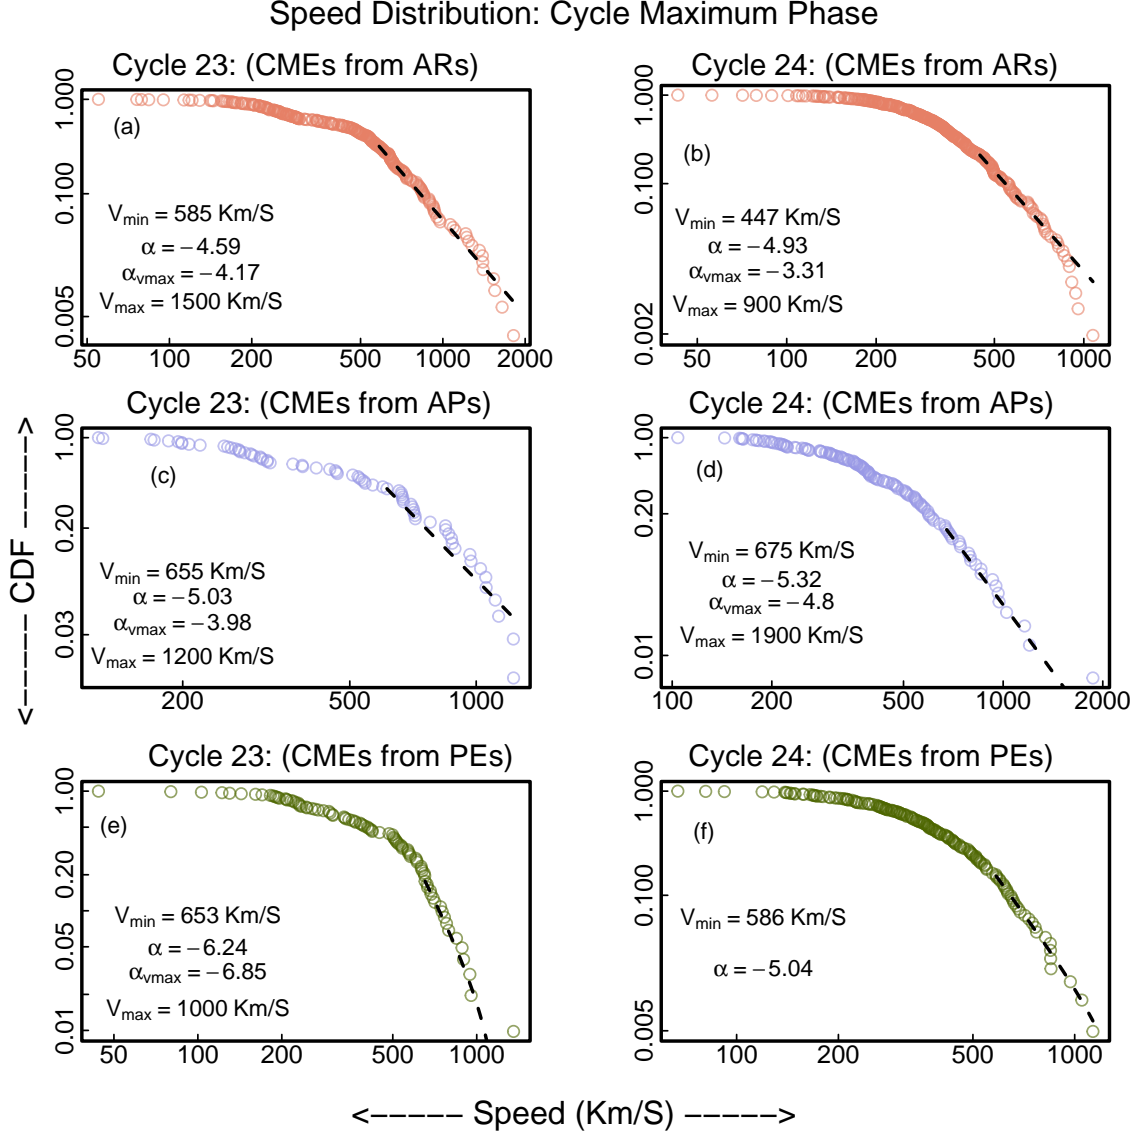 Speed Distribution: Cycle Maximum Phase
Cycle 23: (CMEs from ARs)
1.000
0.100
0.005
(a)
V_min = 585 Km/S
α = −4.59
α_vmax = −4.17
V_max = 1500 Km/S
50 100 200 500 1000 2000
Cycle 24: (CMEs from ARs)
1.000
0.100
0.002
(b)
V_min = 447 Km/S
α = −4.93
α_vmax = −3.31
V_max = 900 Km/S
50 100 200 500 1000
Cycle 23: (CMEs from APs)
1.00
0.20
0.03
(c)
V_min = 655 Km/S
α = −5.03
α_vmax = −3.98
V_max = 1200 Km/S
200 500 1000
Cycle 24: (CMEs from APs)
1.00
0.20
0.01
(d)
V_min = 675 Km/S
α = −5.32
α_vmax = −4.8
V_max = 1900 Km/S
100 200 500 1000 2000
<−−−−− CDF −−−−−>
Cycle 23: (CMEs from PEs)
1.00
0.20
0.05
0.01
(e)
V_min = 653 Km/S
α = −6.24
α_vmax = −6.85
V_max = 1000 Km/S
50 100 200 500 1000
Cycle 24: (CMEs from PEs)
1.000
0.100
0.005
(f)
V_min = 586 Km/S
α = −5.04
100 200 500 1000
<−−−−− Speed (Km/S) −−−−−>